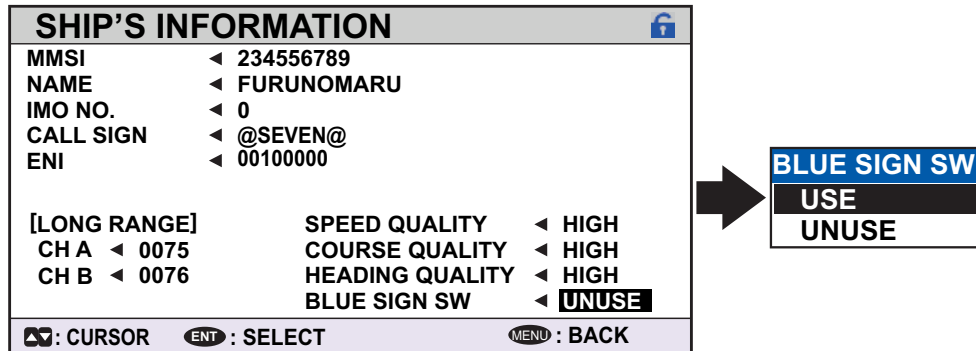 SHIP'S INFORMATION
MMSI ◄ 234556789
NAME ◄ FURUNOMARU
IMO NO. ◄ 0
CALL SIGN ◄ @SEVEN@
ENI ◄ 00100000
[LONG RANGE]
CH A ◄ 0075
CH B ◄ 0076
SPEED QUALITY ◄ HIGH
COURSE QUALITY ◄ HIGH
HEADING QUALITY ◄ HIGH
BLUE SIGN SW ◄ UNUSE
▲▼: CURSOR ENT : SELECT MENU : BACK
BLUE SIGN SW
USE
UNUSE